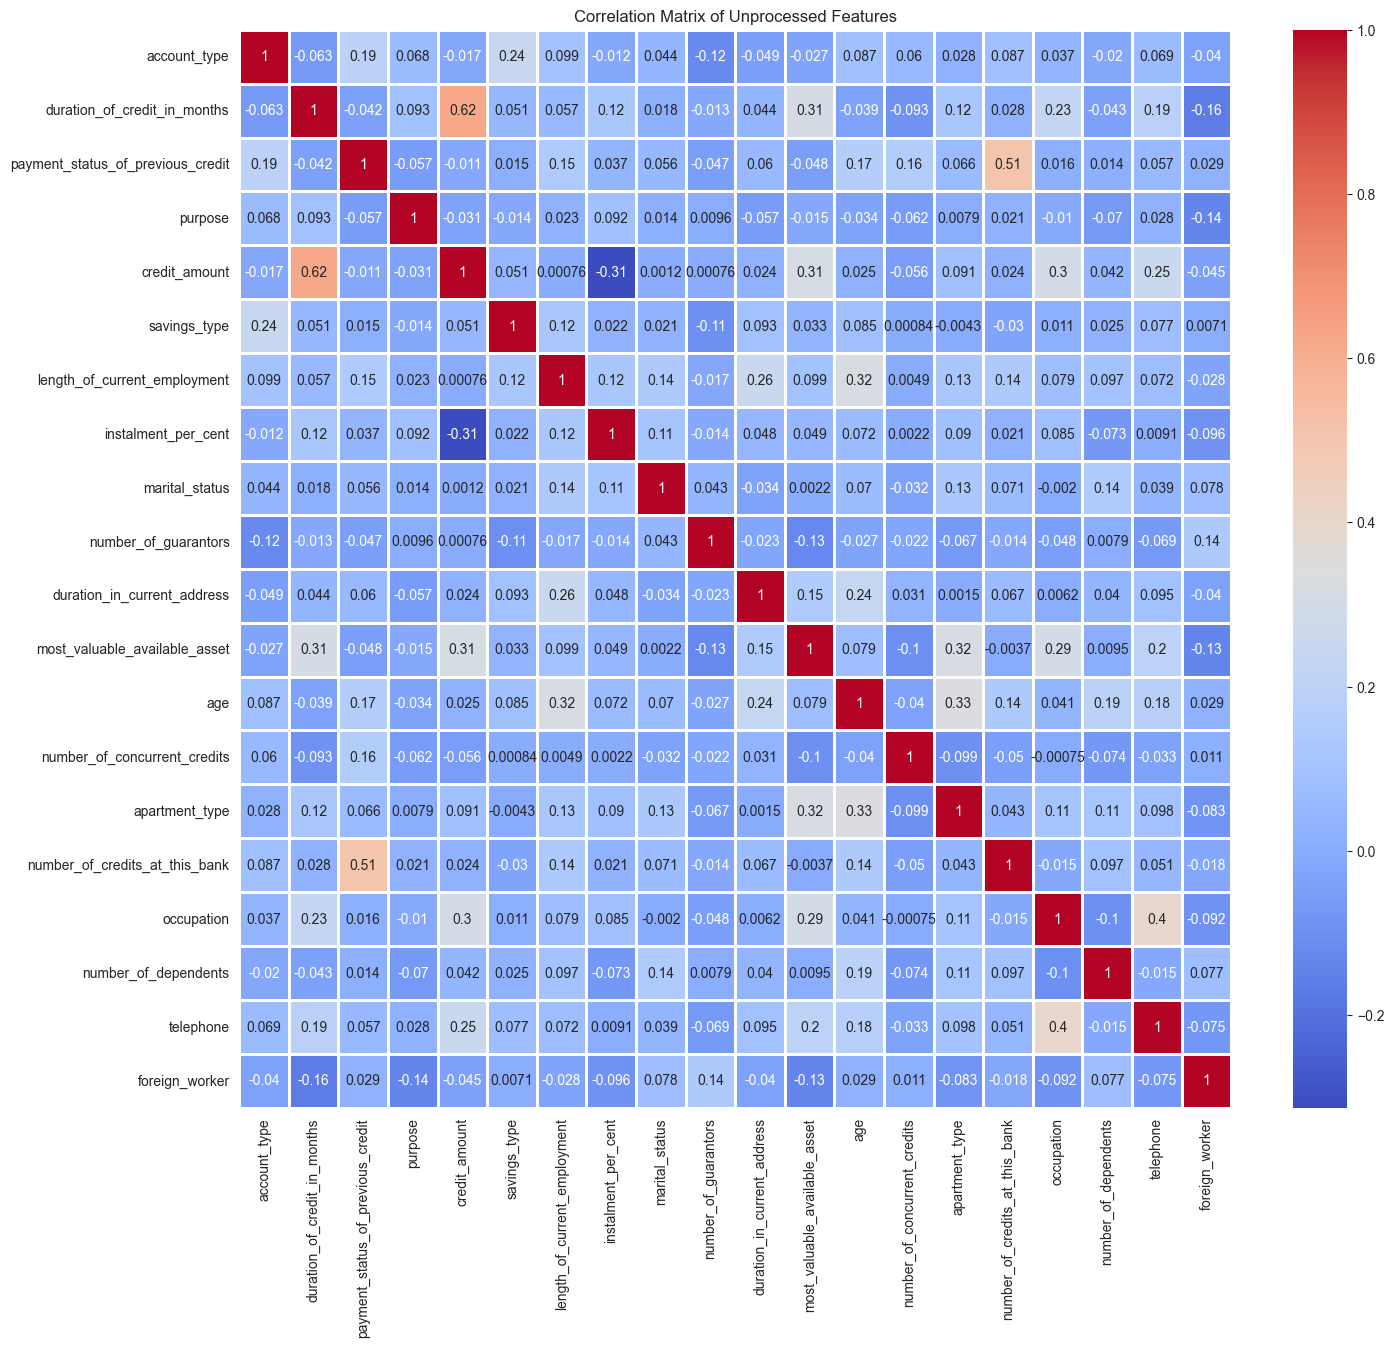 Correlation Matrix of Unprocessed Features
account_type 1 -0.063 0.19 0.068 -0.017 0.24 0.099 -0.012 0.044 -0.12 -0.049 -0.027 0.087 0.06 0.028 0.087 0.037 -0.02 0.069 -0.04
duration_of_credit_in_months -0.063 1 -0.042 0.093 0.62 0.051 0.057 0.12 0.018 -0.013 0.044 0.31 -0.039 -0.093 0.12 0.028 0.23 -0.043 0.19 -0.16
payment_status_of_previous_credit 0.19 -0.042 1 -0.057 -0.011 0.015 0.15 0.037 0.056 -0.047 0.06 -0.048 0.17 0.16 0.066 0.51 0.016 0.014 0.057 0.029
purpose 0.068 0.093 -0.057 1 -0.031 -0.014 0.023 0.092 0.014 0.0096 -0.057 -0.015 -0.034 -0.062 0.0079 0.021 -0.01 -0.07 0.028 -0.14
credit_amount -0.017 0.62 -0.011 -0.031 1 0.051 0.00076 -0.31 0.0012 0.00076 0.024 0.31 0.025 -0.056 0.091 0.024 0.3 0.042 0.25 -0.045
savings_type 0.24 0.051 0.015 -0.014 0.051 1 0.12 0.022 0.021 -0.11 0.093 0.033 0.085 0.00084 -0.0043 -0.03 0.011 0.025 0.077 0.0071
length_of_current_employment 0.099 0.057 0.15 0.023 0.00076 0.12 1 0.12 0.14 -0.017 0.26 0.099 0.32 0.0049 0.13 0.14 0.079 0.097 0.072 -0.028
instalment_per_cent -0.012 0.12 0.037 0.092 -0.31 0.022 0.12 1 0.11 -0.014 0.048 0.049 0.072 0.0022 0.09 0.021 0.085 -0.073 0.0091 -0.096
marital_status 0.044 0.018 0.056 0.014 0.0012 0.021 0.14 0.11 1 0.043 -0.034 0.0022 0.07 -0.032 0.13 0.071 -0.002 0.14 0.039 0.078
number_of_guarantors -0.12 -0.013 -0.047 0.0096 0.00076 -0.11 -0.017 -0.014 0.043 1 -0.023 -0.13 -0.027 -0.022 -0.067 -0.014 -0.048 0.0079 -0.069 0.14
duration_in_current_address -0.049 0.044 0.06 -0.057 0.024 0.093 0.26 0.048 -0.034 -0.023 1 0.15 0.24 0.031 0.0015 0.067 0.0062 0.04 0.095 -0.04
most_valuable_available_asset -0.027 0.31 -0.048 -0.015 0.31 0.033 0.099 0.049 0.0022 -0.13 0.15 1 0.079 -0.1 0.32 -0.0037 0.29 0.0095 0.2 -0.13
age 0.087 -0.039 0.17 -0.034 0.025 0.085 0.32 0.072 0.07 -0.027 0.24 0.079 1 -0.04 0.33 0.14 0.041 0.19 0.18 0.029
number_of_concurrent_credits 0.06 -0.093 0.16 -0.062 -0.056 0.00084 0.0049 0.0022 -0.032 -0.022 0.031 -0.1 -0.04 1 -0.099 -0.05 -0.00075 -0.074 -0.033 0.011
apartment_type 0.028 0.12 0.066 0.0079 0.091 -0.0043 0.13 0.09 0.13 -0.067 0.0015 0.32 0.33 -0.099 1 0.043 0.11 0.11 0.098 -0.083
number_of_credits_at_this_bank 0.087 0.028 0.51 0.021 0.024 -0.03 0.14 0.021 0.071 -0.014 0.067 -0.0037 0.14 -0.05 0.043 1 -0.015 0.097 0.051 -0.018
occupation 0.037 0.23 0.016 -0.01 0.3 0.011 0.079 0.085 -0.002 -0.048 0.0062 0.29 0.041 -0.00075 0.11 -0.015 1 -0.1 0.4 -0.092
number_of_dependents -0.02 -0.043 0.014 -0.07 0.042 0.025 0.097 -0.073 0.14 0.0079 0.04 0.0095 0.19 -0.074 0.11 0.097 -0.1 1 -0.015 0.077
telephone 0.069 0.19 0.057 0.028 0.25 0.077 0.072 0.0091 0.039 -0.069 0.095 0.2 0.18 -0.033 0.098 0.051 0.4 -0.015 1 -0.075
foreign_worker -0.04 -0.16 0.029 -0.14 -0.045 0.0071 -0.028 -0.096 0.078 0.14 -0.04 -0.13 0.029 0.011 -0.083 -0.018 -0.092 0.077 -0.075 1
account_type
duration_of_credit_in_months
payment_status_of_previous_credit
purpose
credit_amount
savings_type
length_of_current_employment
instalment_per_cent
marital_status
number_of_guarantors
duration_in_current_address
most_valuable_available_asset
age
number_of_concurrent_credits
apartment_type
number_of_credits_at_this_bank
occupation
number_of_dependents
telephone
foreign_worker
1.0
0.8
0.6
0.4
0.2
0.0
−0.2